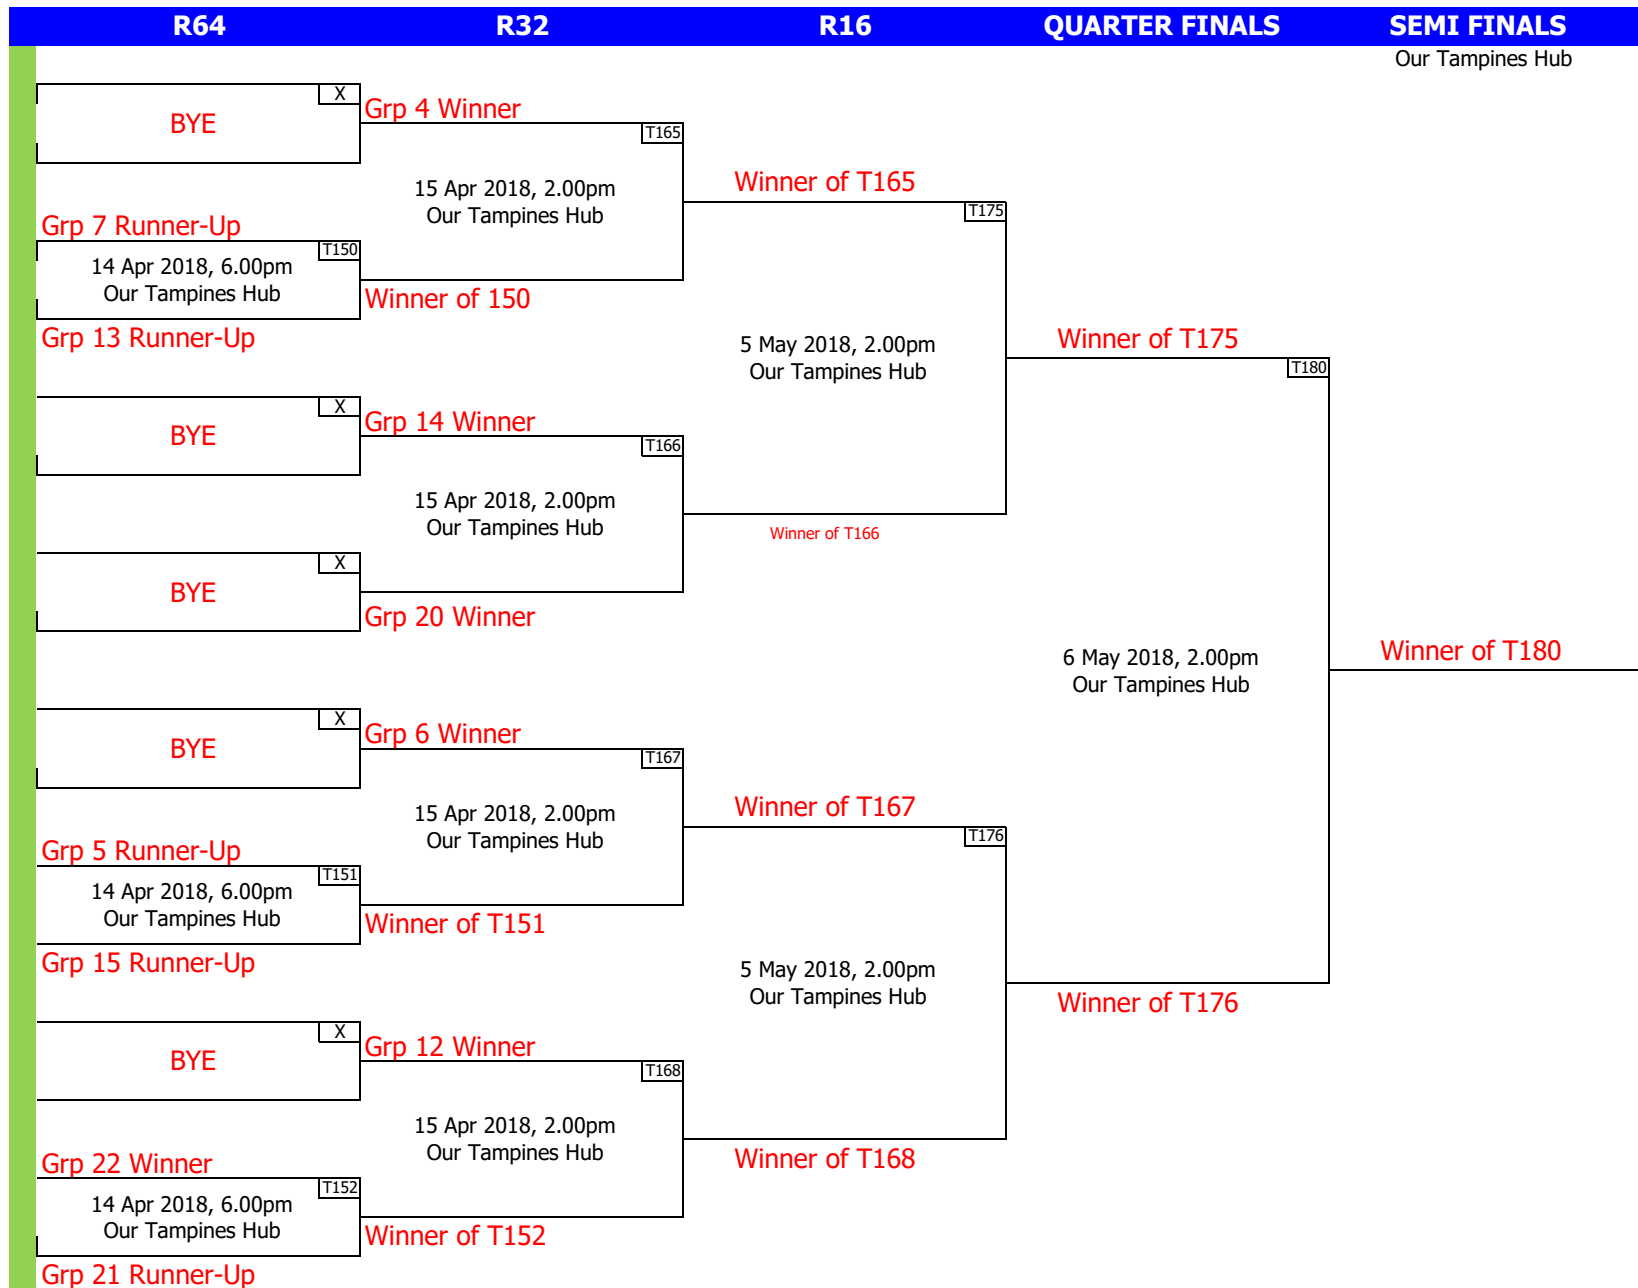 R64 R32 R16 QUARTER FINALS SEMI FINALS
Our Tampines Hub
X
BYE
Grp 4 Winner
T165
15 Apr 2018, 2.00pm
Our Tampines Hub
Winner of T165
T175
Grp 7 Runner-Up
T150
14 Apr 2018, 6.00pm
Our Tampines Hub
Winner of 150
Grp 13 Runner-Up
5 May 2018, 2.00pm
Our Tampines Hub
Winner of T175
T180
X
BYE
Grp 14 Winner
T166
15 Apr 2018, 2.00pm
Our Tampines Hub
Winner of T166
X
BYE
Grp 20 Winner
6 May 2018, 2.00pm
Our Tampines Hub
Winner of T180
X
BYE
Grp 6 Winner
T167
15 Apr 2018, 2.00pm
Our Tampines Hub
Winner of T167
T176
Grp 5 Runner-Up
T151
14 Apr 2018, 6.00pm
Our Tampines Hub
Winner of T151
Grp 15 Runner-Up
5 May 2018, 2.00pm
Our Tampines Hub
Winner of T176
X
BYE
Grp 12 Winner
T168
15 Apr 2018, 2.00pm
Our Tampines Hub
Winner of T168
Grp 22 Winner
T152
14 Apr 2018, 6.00pm
Our Tampines Hub
Winner of T152
Grp 21 Runner-Up